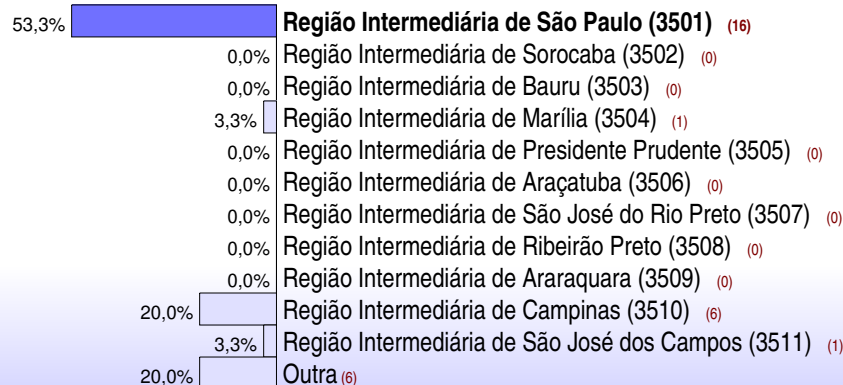 53,3% Região Intermediária de São Paulo (3501) (16)
0,0% Região Intermediária de Sorocaba (3502) (0)
0,0% Região Intermediária de Bauru (3503) (0)
3,3% Região Intermediária de Marília (3504) (1)
0,0% Região Intermediária de Presidente Prudente (3505) (0)
0,0% Região Intermediária de Araçatuba (3506) (0)
0,0% Região Intermediária de São José do Rio Preto (3507) (0)
0,0% Região Intermediária de Ribeirão Preto (3508) (0)
0,0% Região Intermediária de Araraquara (3509) (0)
20,0% Região Intermediária de Campinas (3510) (6)
3,3% Região Intermediária de São José dos Campos (3511) (1)
20,0% Outra (6)